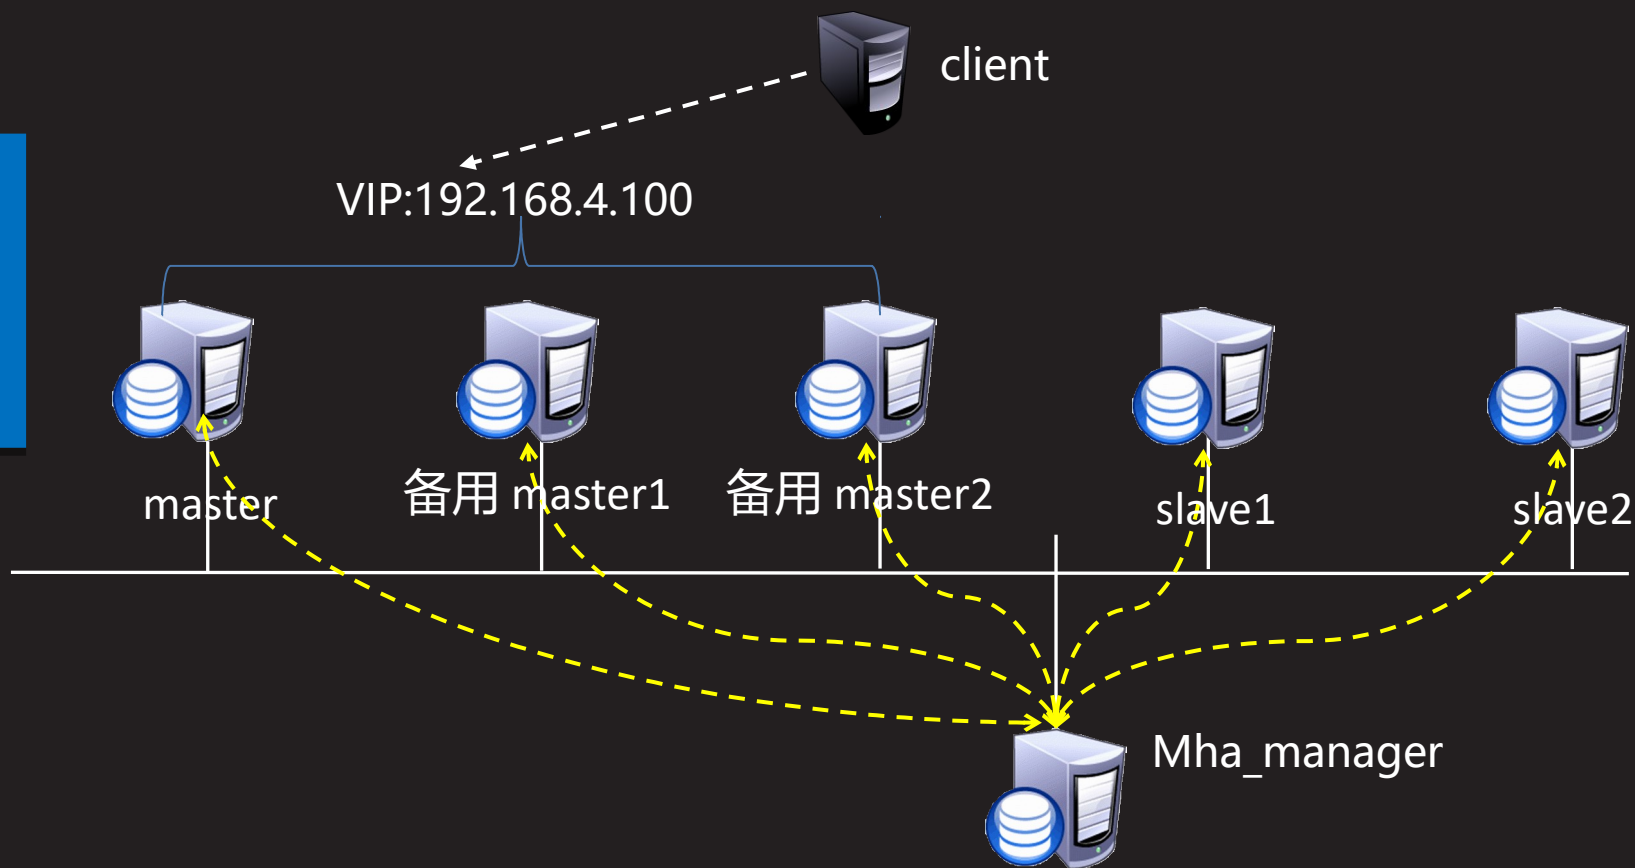 client
VIP:192.168.4.100
master
备用 master1
备用 master2
slave1
slave2
Mha_manager